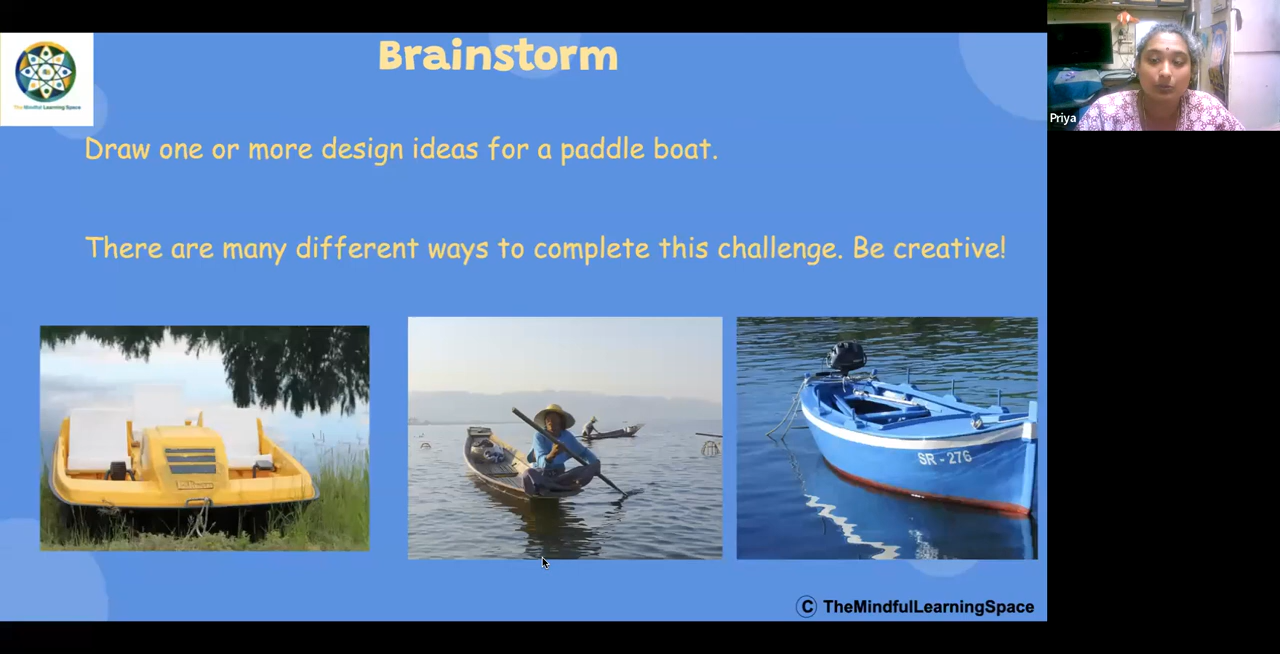 Brainstorm
The Mindful Learning Space
Priya
Draw one or more design ideas for a paddle boat.
There are many different ways to complete this challenge. Be creative!
SR-276
© TheMindfulLearningSpace